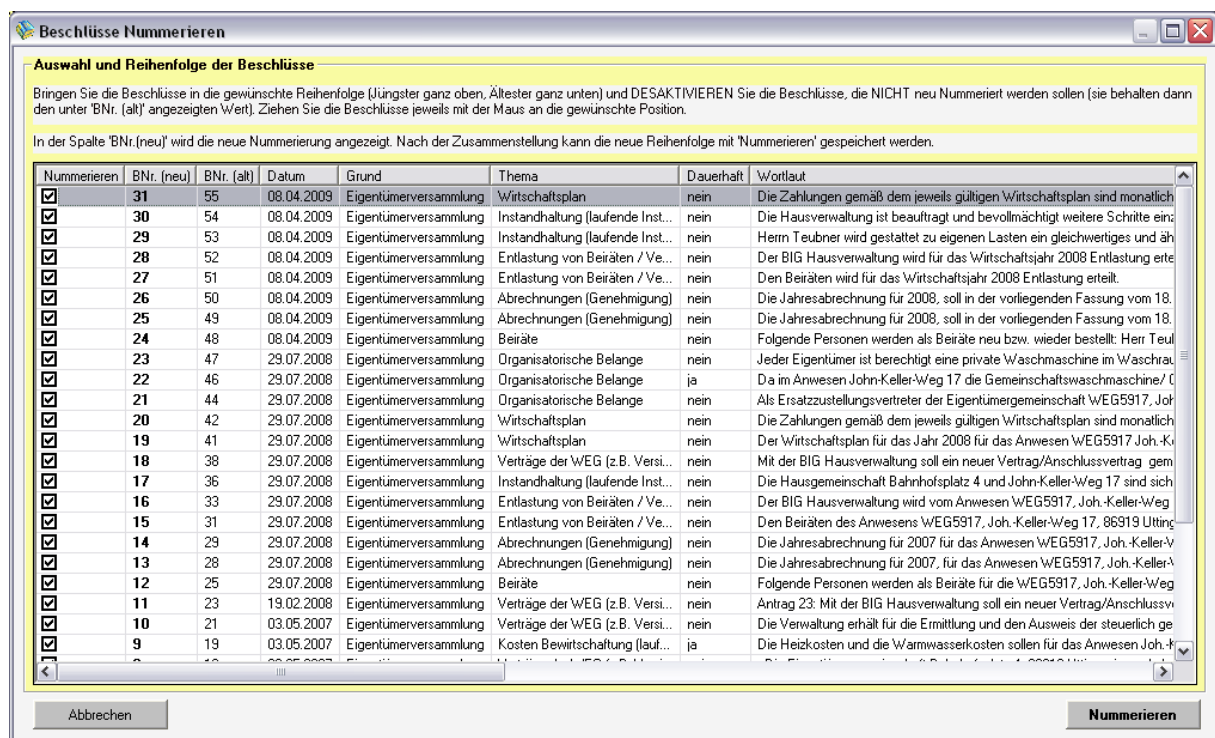 Beschlüsse Nummerieren
Auswahl und Reihenfolge der Beschlüsse
Bringen Sie die Beschlüsse in die gewünschte Reihenfolge (Jüngster ganz oben, Ältester ganz unten) und DESAKTIVIEREN Sie die Beschlüsse, die NICHT neu Nummeriert werden sollen (sie behalten dann
den unter 'BNr. (alt)' angezeigten Wert). Ziehen Sie die Beschlüsse jeweils mit der Maus an die gewünschte Position.
In der Spalte 'BNr.(neu)' wird die neue Nummerierung angezeigt. Nach der Zusammenstellung kann die neue Reihenfolge mit 'Nummerieren' gespeichert werden.
Nummerieren BNr. (neu) BNr. (alt) Datum Grund Thema Dauerhaft Wortlaut
31 55 08.04.2009 Eigentümerversammlung Wirtschaftsplan nein Die Zahlungen gemäß dem jeweils gültigen Wirtschaftsplan sind monatlich
30 54 08.04.2009 Eigentümerversammlung Instandhaltung (laufende Inst... nein Die Hausverwaltung ist beauftragt und bevollmächtigt weitere Schritte
29 53 08.04.2009 Eigentümerversammlung Instandhaltung (laufende Inst... nein Herrn Teubner wird gestattet zu eigenen Lasten ein gleichwertiges und
28 52 08.04.2009 Eigentümerversammlung Entlastung von Beiräten / Ve... nein Der BIG Hausverwaltung wird für das Wirtschaftsjahr 2008 Entlastung
27 51 08.04.2009 Eigentümerversammlung Entlastung von Beiräten / Ve... nein Den Beiräten wird für das Wirtschaftsjahr 2008 Entlastung erteilt.
26 50 08.04.2009 Eigentümerversammlung Abrechnungen (Genehmigung) nein Die Jahresabrechnung für 2008, soll in der vorliegenden Fassung vom 18.
25 49 08.04.2009 Eigentümerversammlung Abrechnungen (Genehmigung) nein Die Jahresabrechnung für 2008, soll in der vorliegenden Fassung vom 18.
24 48 08.04.2009 Eigentümerversammlung Beiräte nein Folgende Personen werden als Beiräte neu bzw. wieder bestellt: Herr
23 47 29.07.2008 Eigentümerversammlung Organisatorische Belange nein Jeder Eigentümer ist berechtigt eine private Waschmaschine im
22 46 29.07.2008 Eigentümerversammlung Organisatorische Belange ja Da im Anwesen John-Keller-Weg 17 die Gemeinschaftswaschmaschine/
21 44 29.07.2008 Eigentümerversammlung Organisatorische Belange nein Als Ersatzzustellungsvertreter der Eigentümergemeinschaft WEG5917,
20 42 29.07.2008 Eigentümerversammlung Wirtschaftsplan nein Die Zahlungen gemäß dem jeweils gültigen Wirtschaftsplan sind monatlich
19 41 29.07.2008 Eigentümerversammlung Wirtschaftsplan nein Der Wirtschaftsplan für das Jahr 2008 für das Anwesen WEG5917
18 38 29.07.2008 Eigentümerversammlung Verträge der WEG (z.B. Versi... nein Mit der BIG Hausverwaltung soll ein neuer Vertrag/Anschlussvertrag gem
17 36 29.07.2008 Eigentümerversammlung Instandhaltung (laufende Inst... nein Die Hausgemeinschaft Bahnhofsplatz 4 und John-Keller-Weg 17 sind sich
16 33 29.07.2008 Eigentümerversammlung Entlastung von Beiräten / Ve... nein Der BIG Hausverwaltung wird vom Anwesen WEG5917, Joh.-Keller-Weg
15 31 29.07.2008 Eigentümerversammlung Entlastung von Beiräten / Ve... nein Den Beiräten des Anwesens WEG5917, Joh.-Keller-Weg 17, 86919
14 29 29.07.2008 Eigentümerversammlung Abrechnungen (Genehmigung) nein Die Jahresabrechnung für 2007 für das Anwesen WEG5917,
13 28 29.07.2008 Eigentümerversammlung Abrechnungen (Genehmigung) nein Die Jahresabrechnung für 2007, für das Anwesen WEG5917,
12 25 29.07.2008 Eigentümerversammlung Beiräte nein Folgende Personen werden als Beiräte für die WEG5917, Joh.-Keller-Weg
11 23 19.02.2008 Eigentümerversammlung Verträge der WEG (z.B. Versi... nein Antrag 23: Mit der BIG Hausverwaltung soll ein neuer
10 21 03.05.2007 Eigentümerversammlung Verträge der WEG (z.B. Versi... nein Die Verwaltung erhält für die Ermittlung und den Ausweis der steuerlich ge
9 19 03.05.2007 Eigentümerversammlung Kosten Bewirtschaftung (lauf... ja Die Heizkosten und die Warmwasserkosten sollen für das Anwesen
Abbrechen Nummerieren